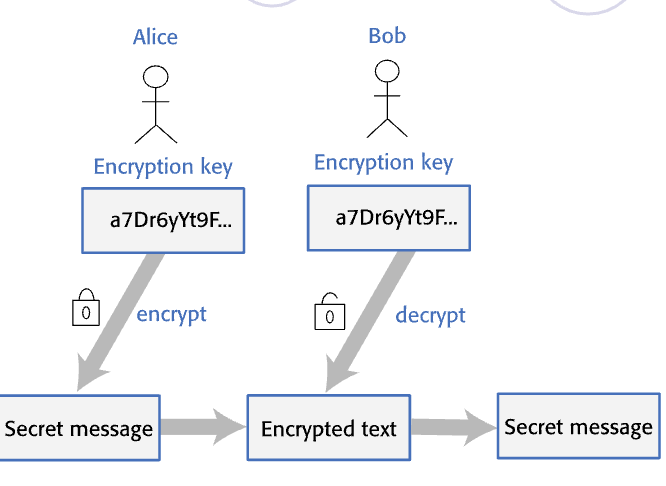 Alice
Bob
Encryption key
Encryption key
a7Dr6yYt9F...
a7Dr6yYt9F...
0
encrypt
0
decrypt
Secret message
Encrypted text
Secret message